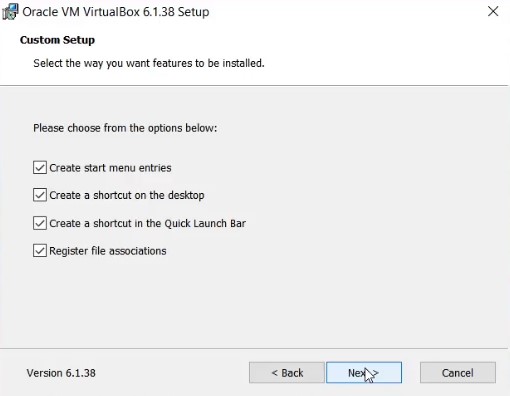 Oracle VM VirtualBox 6.1.38 Setup
Custom Setup
Select the way you want features to be installed.
Please choose from the options below:
Create start menu entries
Create a shortcut on the desktop
Create a shortcut in the Quick Launch Bar
Register file associations
Version 6.1.38
< Back
Next >
Cancel